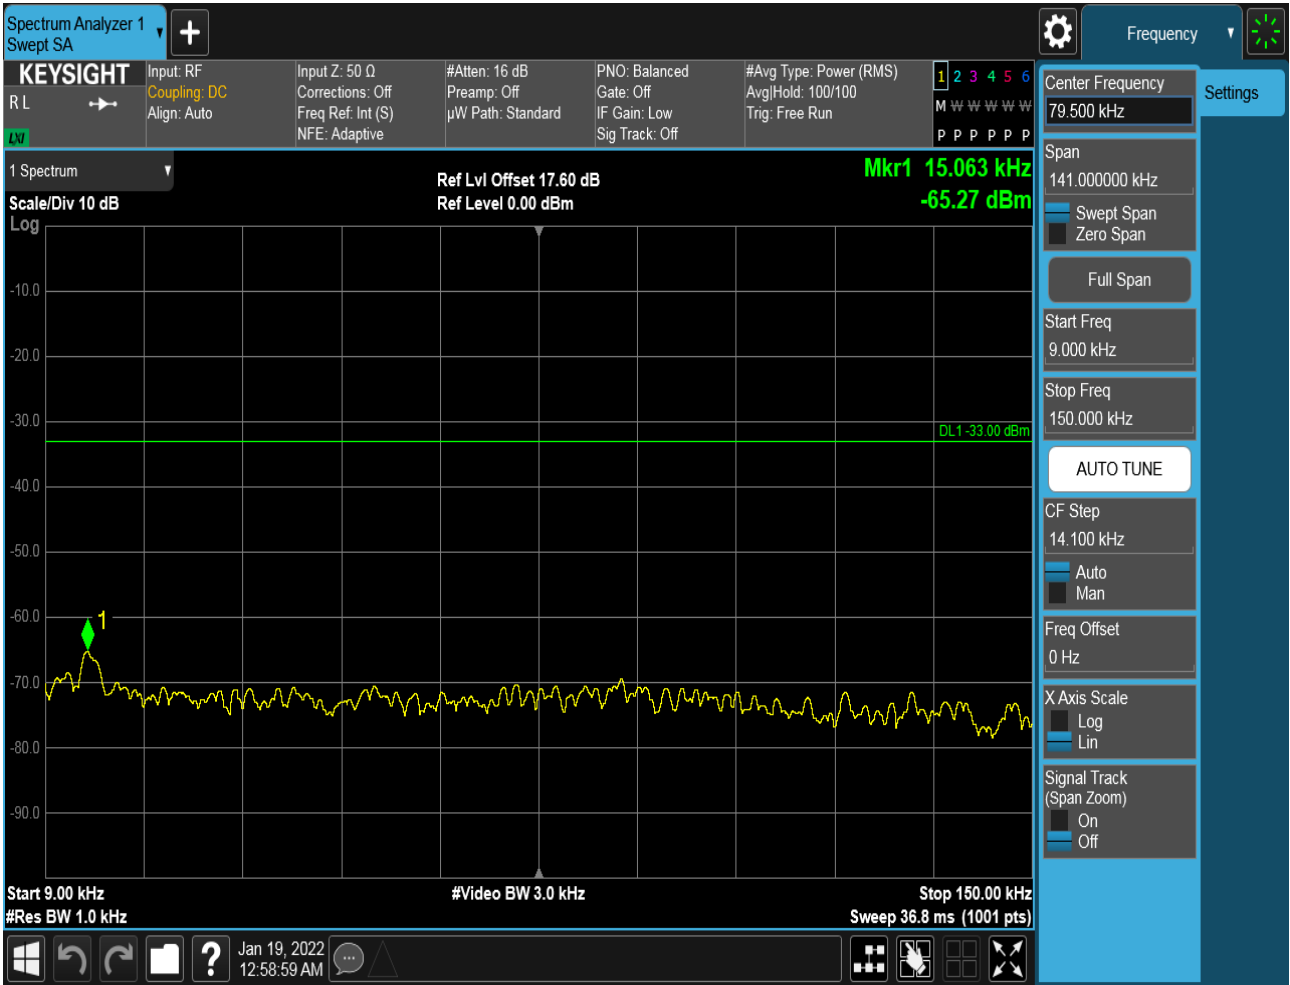 Spectrum Analyzer 1
Swept SA
Frequency
KEYSIGHT
R L
LXI
Input: RF
Coupling: DC
Align: Auto
Input Z: 50 Ω
Corrections: Off
Freq Ref: Int (S)
NFE: Adaptive
#Atten: 16 dB
Preamp: Off
µW Path: Standard
PNO: Balanced
Gate: Off
IF Gain: Low
Sig Track: Off
#Avg Type: Power (RMS)
Avg|Hold: 100/100
Trig: Free Run
1 2 3 4 5 6
M W W W W W
P P P P P P
1 Spectrum
Scale/Div 10 dB
Log
Ref Lvl Offset 17.60 dB
Ref Level 0.00 dBm
Mkr1 15.063 kHz
-65.27 dBm
-10.0
-20.0
-30.0
DL1 -33.00 dBm
-40.0
-50.0
-60.0
1
-70.0
-80.0
-90.0
Start 9.00 kHz
#Res BW 1.0 kHz
#Video BW 3.0 kHz
Stop 150.00 kHz
Sweep 36.8 ms (1001 pts)
Center Frequency
79.500 kHz
Span
141.000000 kHz
Swept Span
Zero Span
Full Span
Start Freq
9.000 kHz
Stop Freq
150.000 kHz
AUTO TUNE
CF Step
14.100 kHz
Auto
Man
Freq Offset
0 Hz
X Axis Scale
Log
Lin
Signal Track
(Span Zoom)
On
Off
Settings
?
Jan 19, 2022
12:58:59 AM